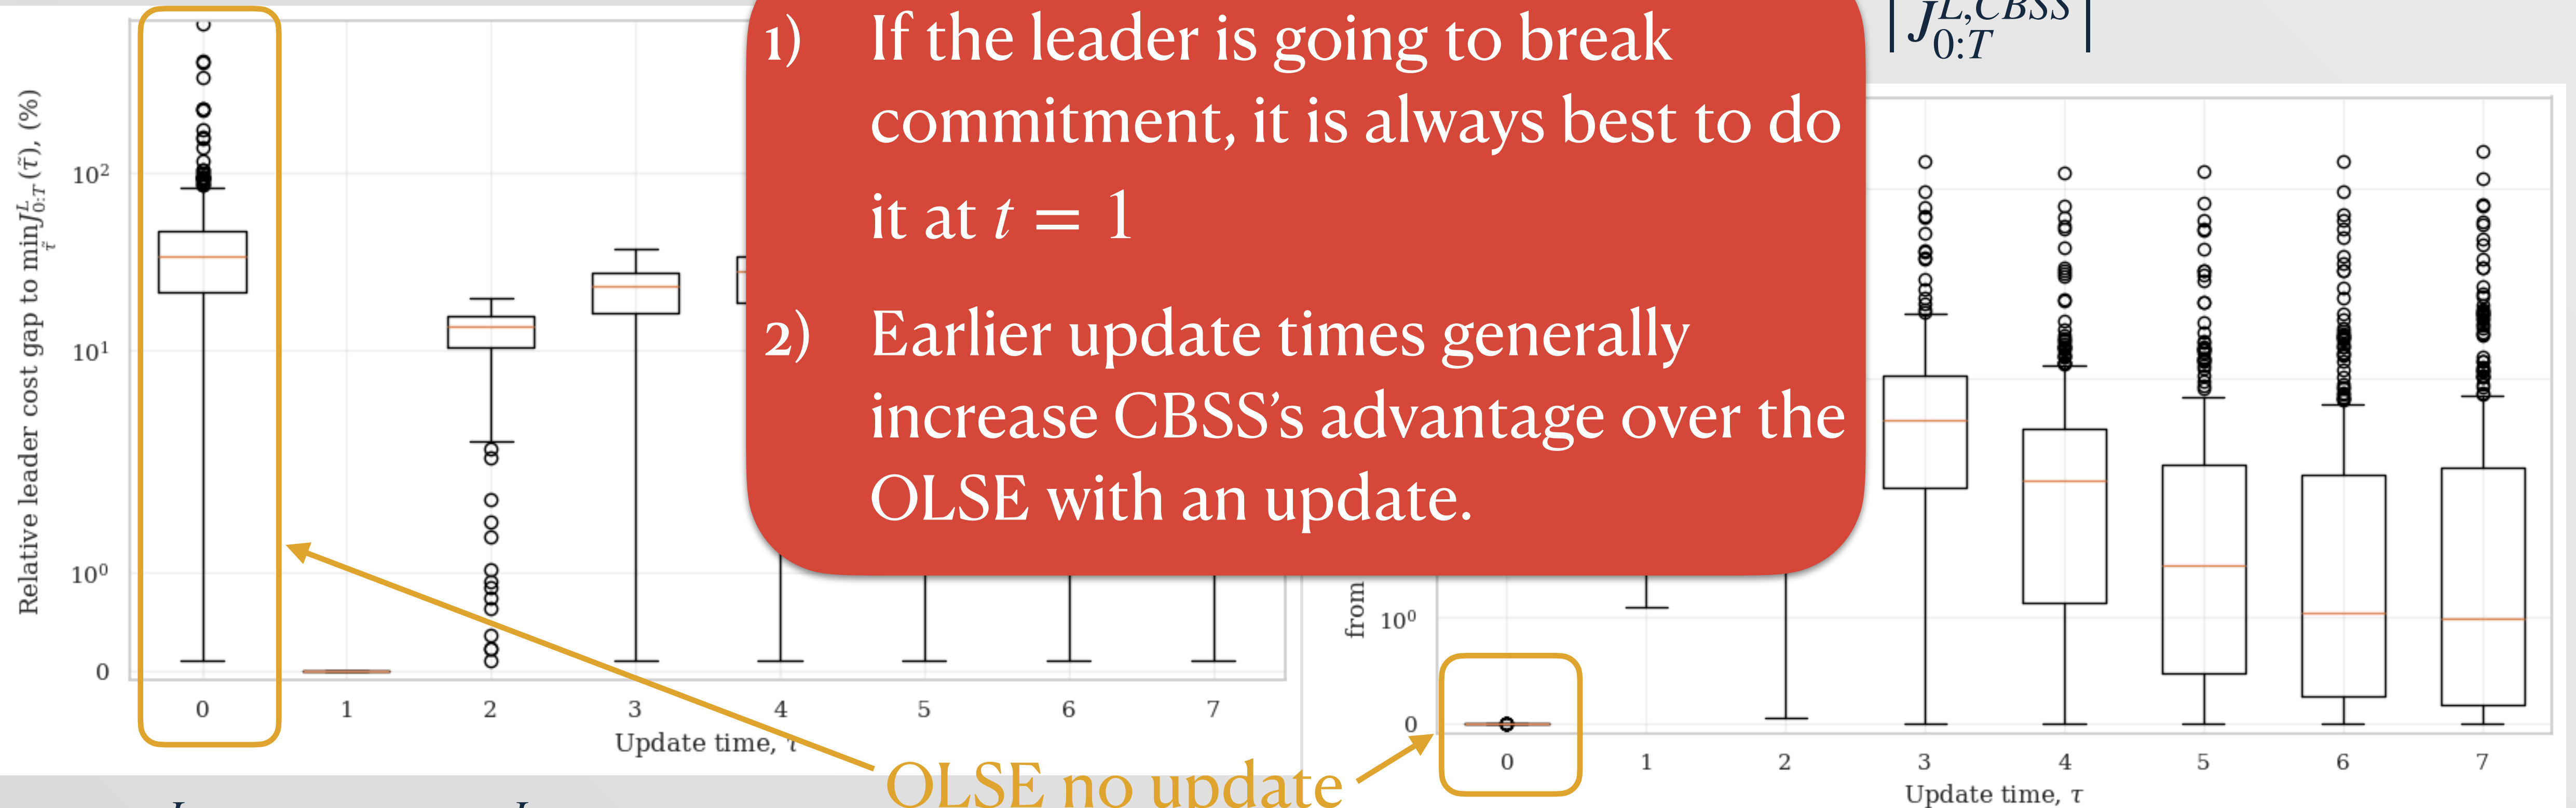 1) If the leader is going to break
commitment, it is always best to do
it at t = 1
2) Earlier update times generally
increase CBSS's advantage over the
OLSE with an update.
J^{L,CBSS}_{0:T}
Relative leader cost gap to min_{τ̃} J^L_{0:T}(τ̃), (%)
10²
10¹
10⁰
0
0 1 2 3 4 5 6 7
Update time, τ
from
10⁰
0
0 1 2 3 4 5 6 7
Update time, τ
OLSE no update